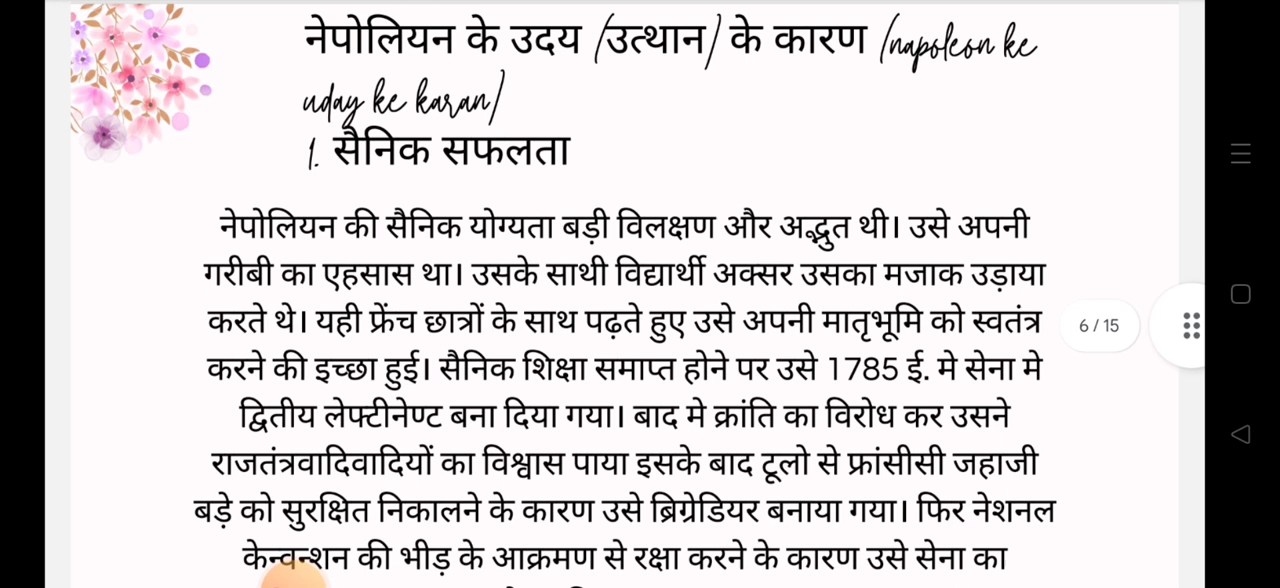 नेपोलियन के उदय (उत्थान) के कारण (napoleon ke
uday ke karan)
1. सैनिक सफलता
नेपोलियन की सैनिक योग्यता बड़ी विलक्षण और अद्भुत थी। उसे अपनी
गरीबी का एहसास था। उसके साथी विद्यार्थी अक्सर उसका मजाक उड़ाया
करते थे। यही फ्रेंच छात्रों के साथ पढ़ते हुए उसे अपनी मातृभूमि को स्वतंत्र
करने की इच्छा हुई। सैनिक शिक्षा समाप्त होने पर उसे 1785 ई. मे सेना मे
द्वितीय लेफ्टीनेण्ट बना दिया गया। बाद मे क्रांति का विरोध कर उसने
राजतंत्रवादिवादियों का विश्वास पाया इसके बाद टूलो से फ्रांसीसी जहाजी
बड़े को सुरक्षित निकालने के कारण उसे ब्रिग्रेडियर बनाया गया। फिर नेशनल
केन्वन्शन की भीड़ के आक्रमण से रक्षा करने के कारण उसे सेना का
6 / 15